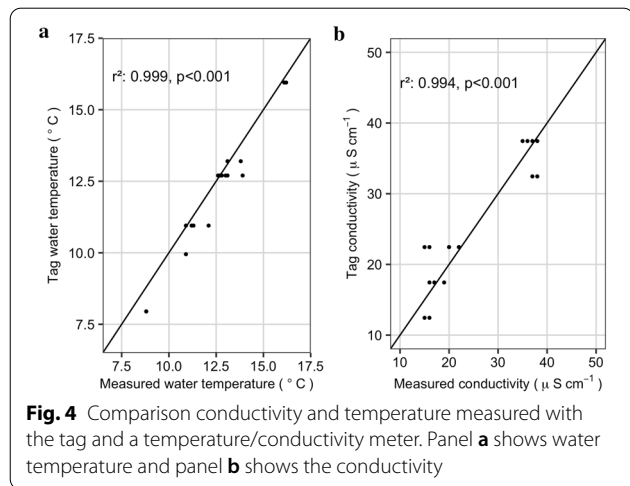 a
17.5
15.0
12.5
10.0
7.5
r²: 0.999, p<0.001
Tag water temperature ( ° C )
7.5 10.0 12.5 15.0 17.5
Measured water temperature ( ° C )
b
50
40
30
20
10
r²: 0.994, p<0.001
Tag conductivity ( μ S cm⁻¹ )
10 20 30 40 50
Measured conductivity ( μ S cm⁻¹ )
Fig. 4 Comparison conductivity and temperature measured with
the tag and a temperature/conductivity meter. Panel a shows water
temperature and panel b shows the conductivity